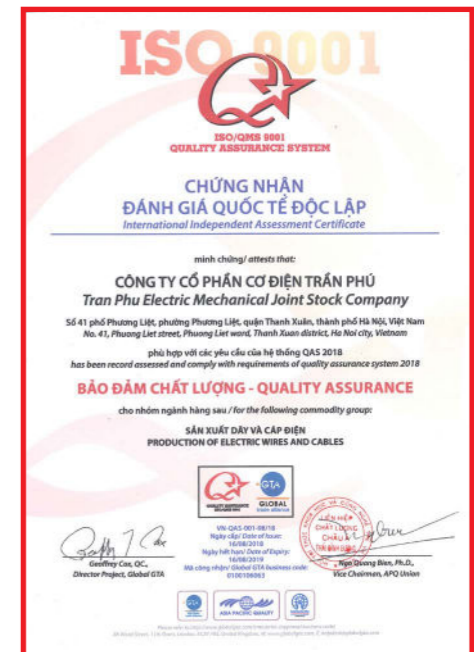 ISO 9001
ISO/QMS 9001
QUALITY ASSURANCE SYSTEM
CHỨNG NHẬN
ĐÁNH GIÁ QUỐC TẾ ĐỘC LẬP
International Independent Assessment Certificate
minh chứng/ attests that:
CÔNG TY CỔ PHẦN CƠ ĐIỆN TRẦN PHÚ
Tran Phu Electric Mechanical Joint Stock Company
Số 41 phố Phương Liệt, phường Phương Liệt, quận Thanh Xuân, thành phố Hà Nội, Việt Nam
No. 41, Phuong Liet street, Phuong Liet ward, Thanh Xuan district, Ha Noi city, Vietnam
phù hợp với các yêu cầu của hệ thống QAS 2018
has been record assessed and comply with requirements of quality assurance system 2018
BẢO ĐẢM CHẤT LƯỢNG - QUALITY ASSURANCE
cho nhóm ngành hàng sau / for the following commodity group:
SẢN XUẤT DÂY VÀ CÁP ĐIỆN
PRODUCTION OF ELECTRIC WIRES AND CABLES
GTA
GLOBAL
VN-QAS-001-08/18
Ngày cấp/ Date of Issue:
16/08/2018
Ngày hết hạn/ Date of Expiry:
16/08/2019
Mã công nhận/ Global GTA business code:
0100106063
LIÊN HIỆP
CHẤT LƯỢNG
CHÂU Á
Geoffrey Cox, QC.,
Director Project, Global GTA
Ngo Quang Bien, Ph.D.,
Vice Chairman, APQ Union
ASIA PACIFIC QUALITY